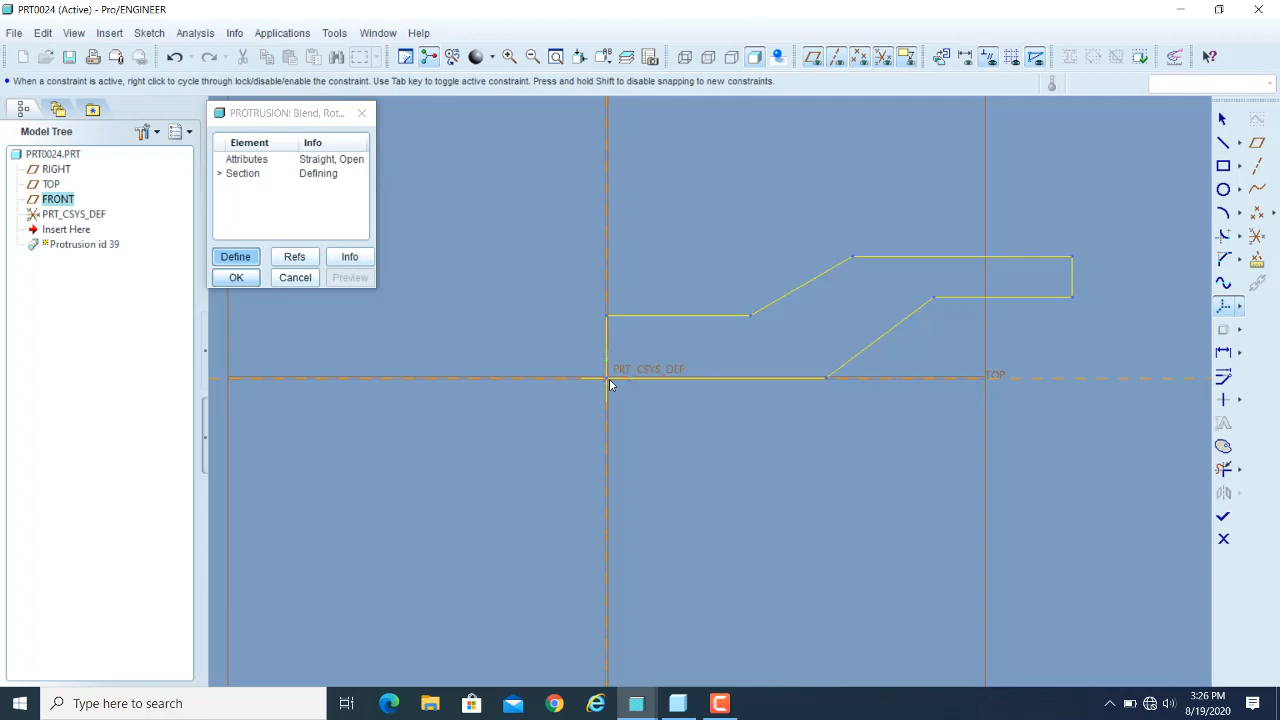 PRT0024 (Active) - Pro/ENGINEER
File Edit View Insert Sketch Analysis Info Applications Tools Window Help
When a constraint is active, right click to cycle through lock/disable/enable the constraint. Use Tab key to toggle active constraint. Press and hold Shift to disable snapping to new constraints.
Model Tree
PRT0024.PRT
RIGHT
TOP
FRONT
PRT_CSYS_DEF
Insert Here
Protrusion id 39
PROTRUSION: Blend, Rot...
Element Info
Attributes Straight, Open
> Section Defining
Define Refs Info
OK Cancel Preview
PRT_CSYS_DEF
TOP
Type here to search
3:26 PM
8/19/2020